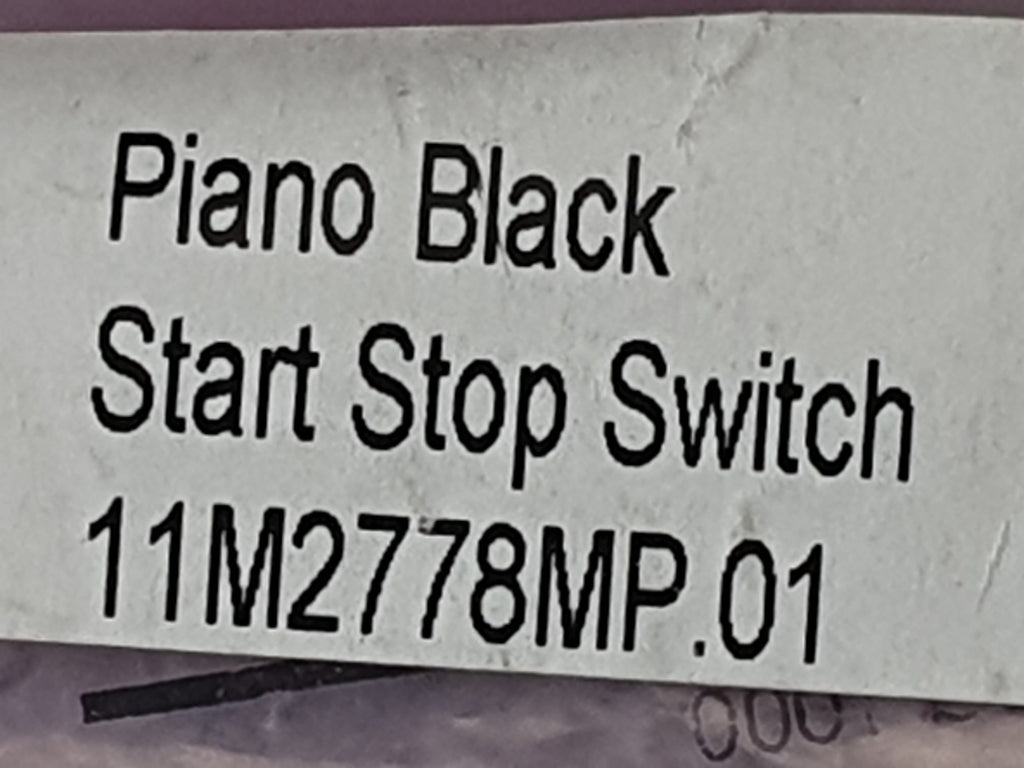 Piano Black
Start Stop Switch
11M2778MP.01